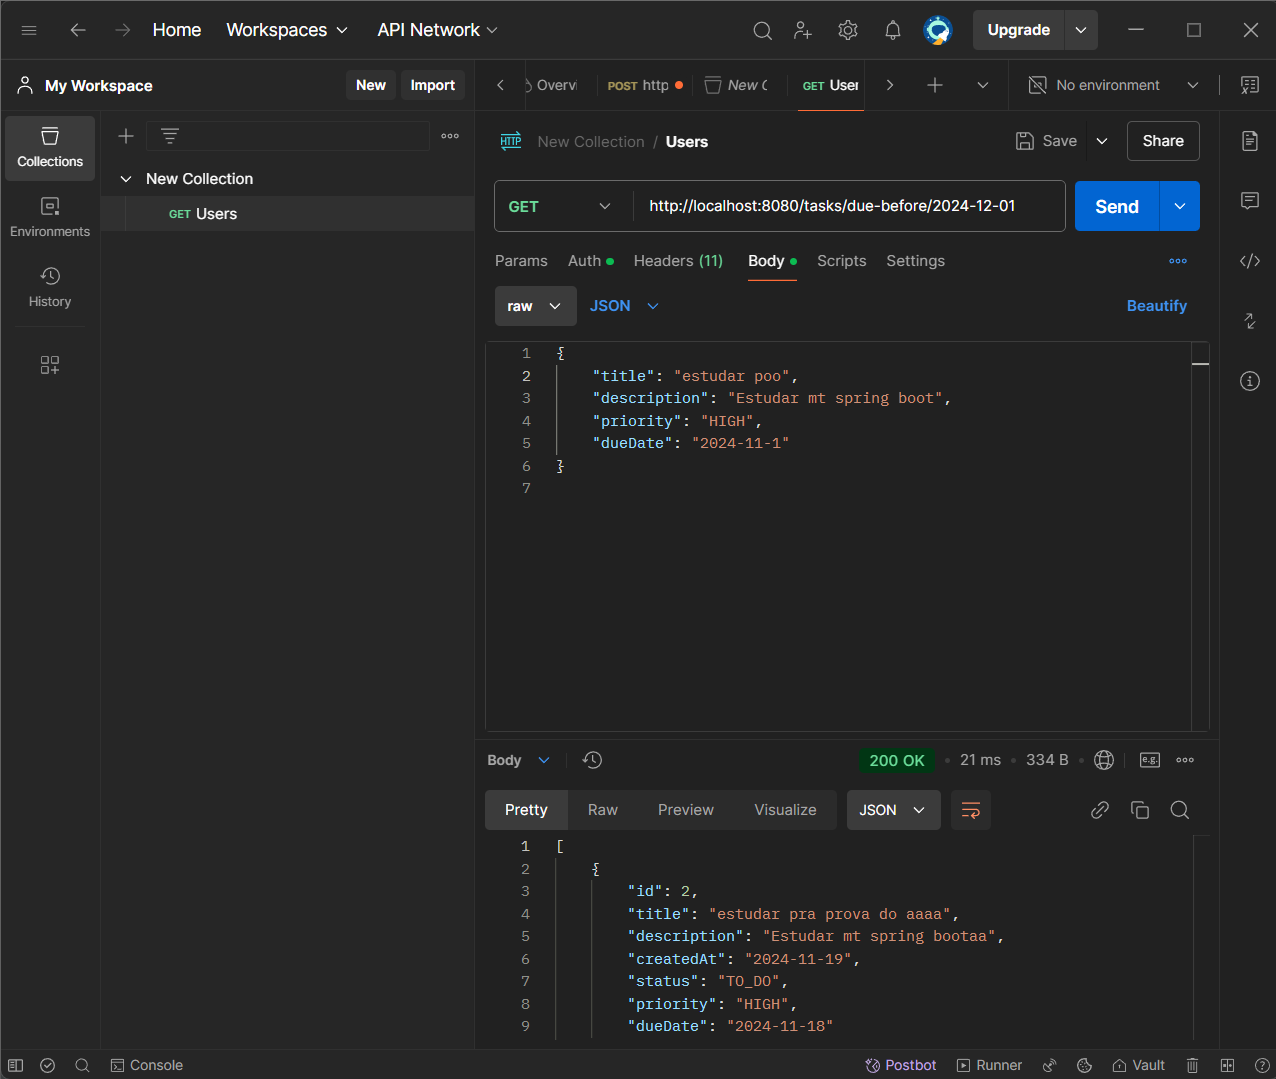 Home Workspaces API Network Upgrade
My Workspace New Import
Overvi POST http New C GET User No environment
Collections
Environments
History
New Collection
GET Users
HTTP New Collection / Users Save Share
GET http://localhost:8080/tasks/due-before/2024-12-01 Send
Params Auth Headers (11) Body Scripts Settings
raw JSON Beautify
1 {
2 "title": "estudar poo",
3 "description": "Estudar mt spring boot",
4 "priority": "HIGH",
5 "dueDate": "2024-11-1"
6 }
7
Body 200 OK 21 ms 334 B e.g.
Pretty Raw Preview Visualize JSON
1 [
2 {
3 "id": 2,
4 "title": "estudar pra prova do aaaa",
5 "description": "Estudar mt spring bootaa",
6 "createdAt": "2024-11-19",
7 "status": "TO_DO",
8 "priority": "HIGH",
9 "dueDate": "2024-11-18"
Console Postbot Runner Vault